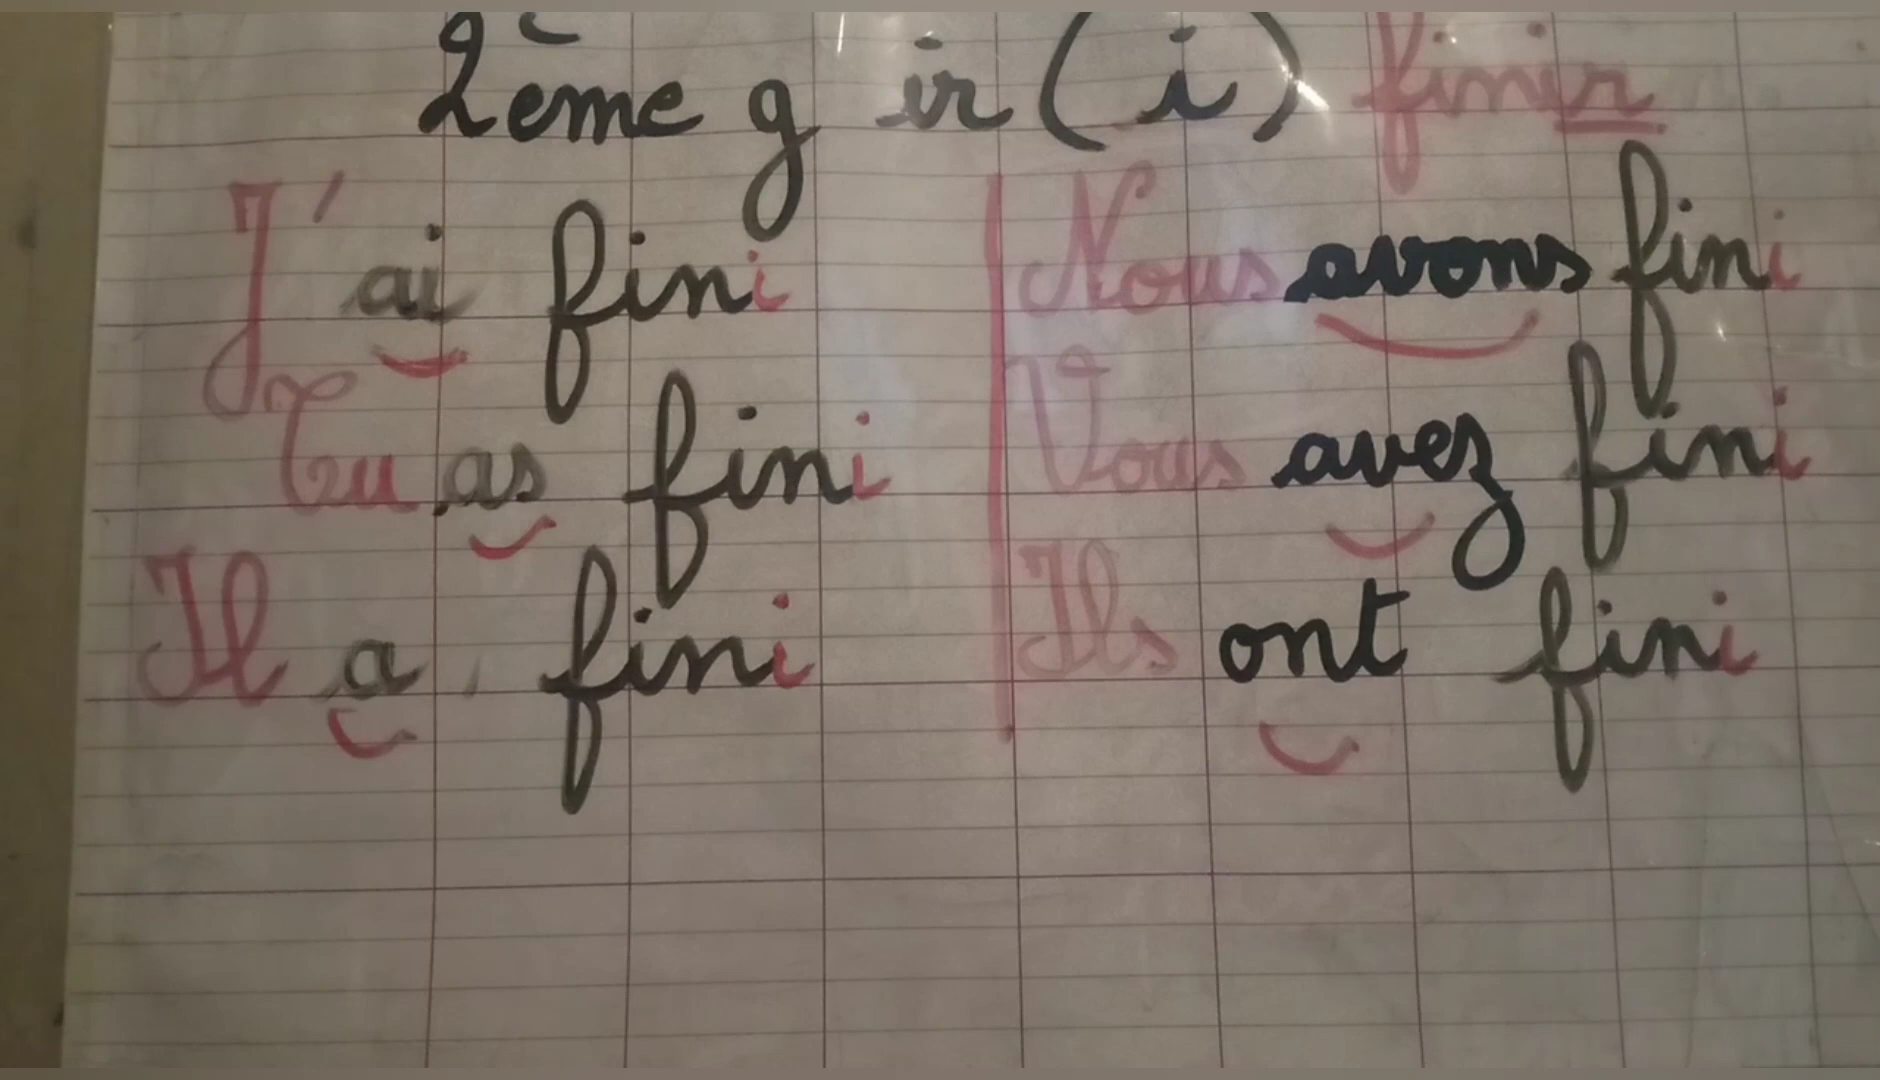 2ème g ir (i) finir
J'ai fini
Tu as fini
Il a fini
Nous avons fini
Vous avez fini
Ils ont fini